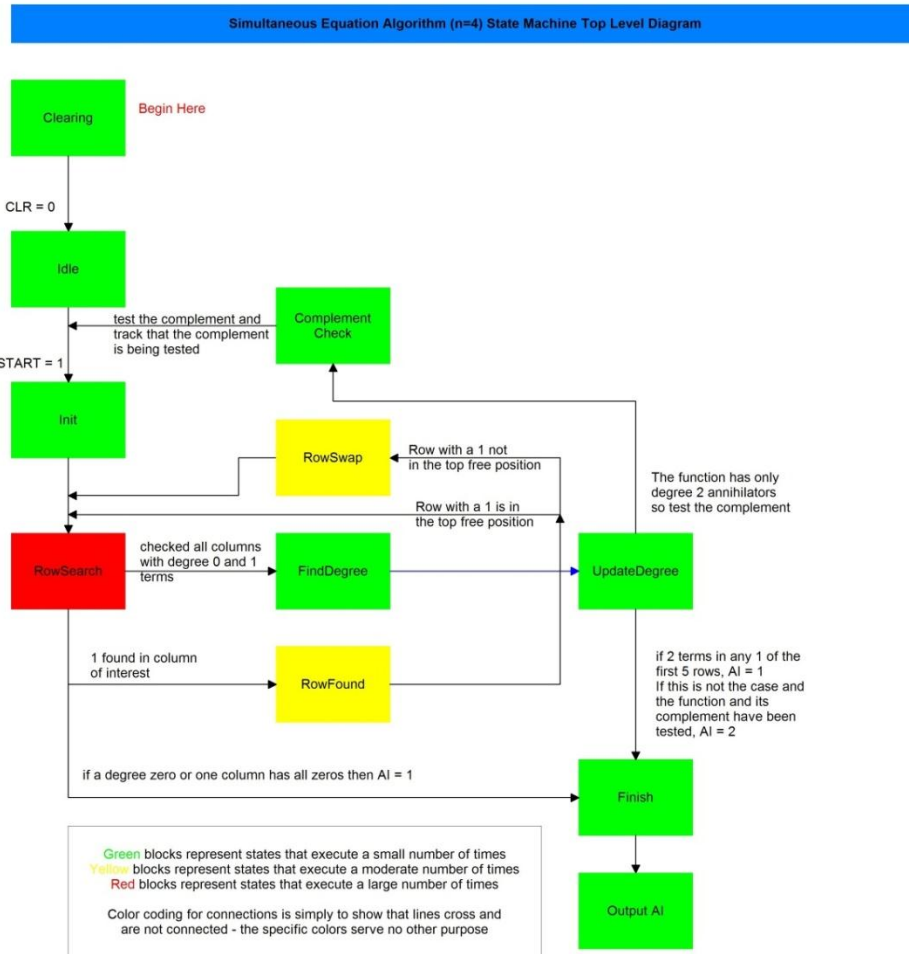 Simultaneous Equation Algorithm (n=4) State Machine Top Level Diagram
Clearing
Begin Here
CLR = 0
Idle
test the complement and
track that the complement
is being tested
Complement
Check
START = 1
Init
RowSwap
Row with a 1 not
in the top free position
Row with a 1 is in
the top free position
The function has only
degree 2 annihilators
so test the complement
RowSearch
checked all columns
with degree 0 and 1
terms
FindDegree
UpdateDegree
1 found in column
of interest
RowFound
if 2 terms in any 1 of the
first 5 rows, AI = 1
If this is not the case and
the function and its
complement have been
tested, AI = 2
if a degree zero or one column has all zeros then AI = 1
Finish
Green blocks represent states that execute a small number of times
Yellow blocks represent states that execute a moderate number of times
Red blocks represent states that execute a large number of times
Color coding for connections is simply to show that lines cross and
are not connected - the specific colors serve no other purpose
Output AI